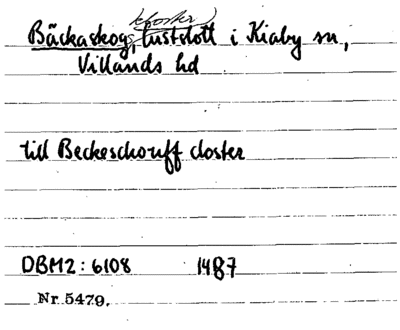 (kloster)
Bäckaskog, lustslott i Kiaby sn,
Villands hd
till Beckeschouff closter
DBM2: 6108 1487
Nr. 5479.